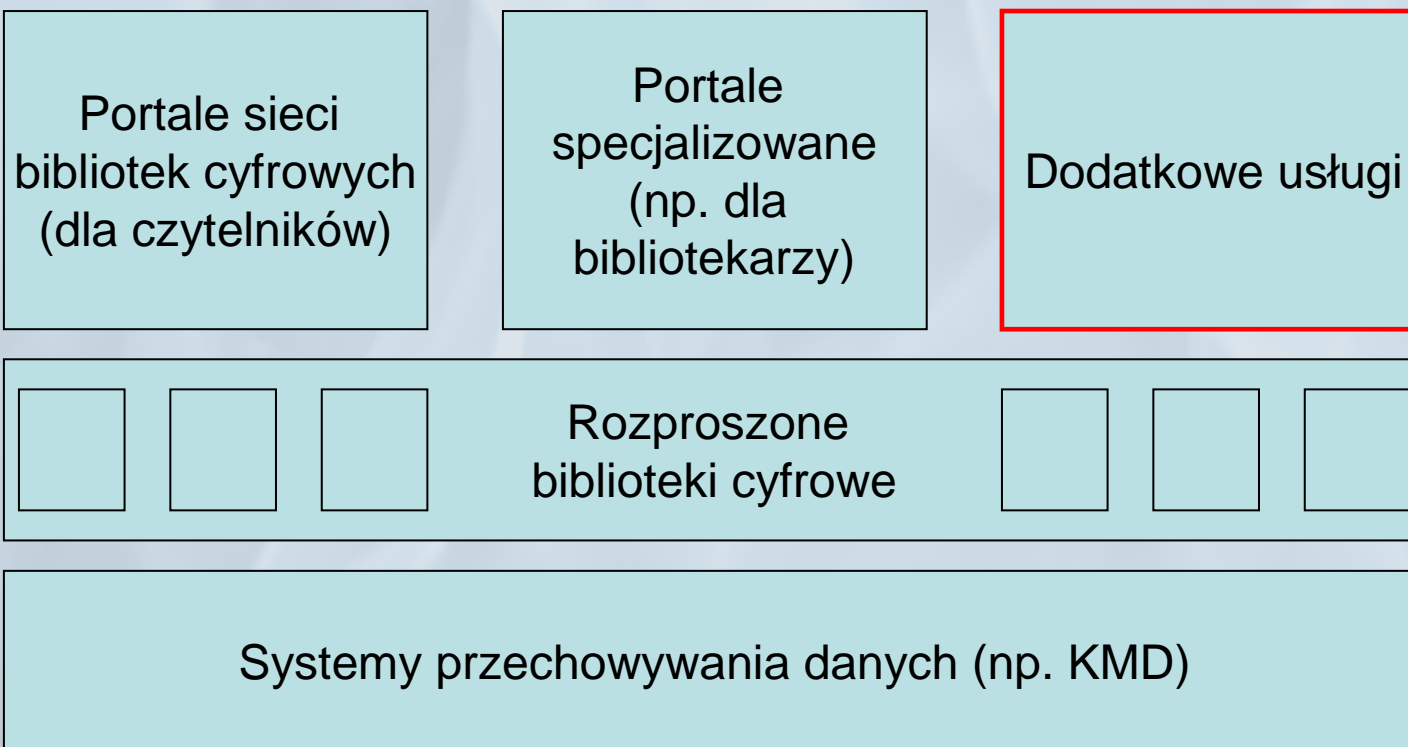 Portale sieci
bibliotek cyfrowych
(dla czytelników)
Portale
specjalizowane
(np. dla
bibliotekarzy)
Dodatkowe usługi
Rozproszone
biblioteki cyfrowe
Systemy przechowywania danych (np. KMD)